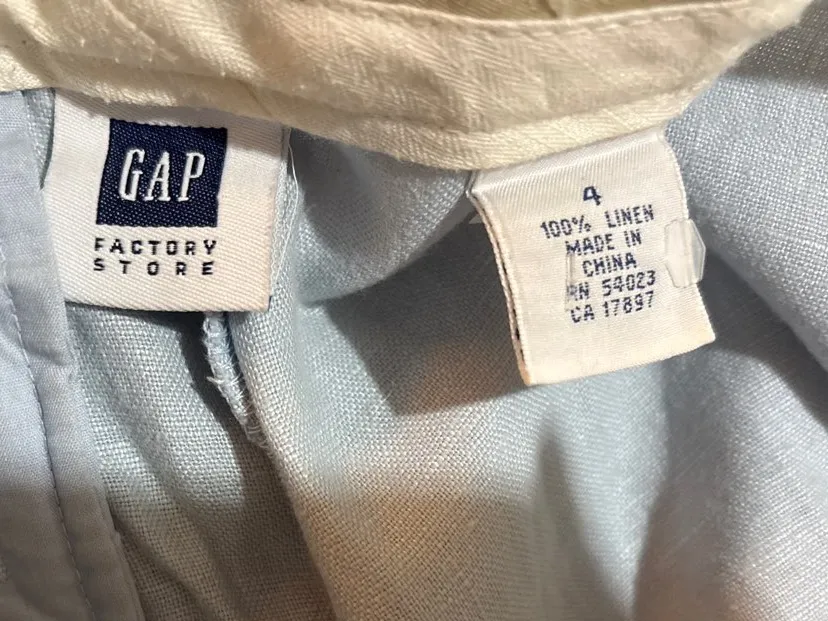 GAP
FACTORY
STORE
4
100% LINEN
MADE IN
CHINA
RN 54023
CA 17897